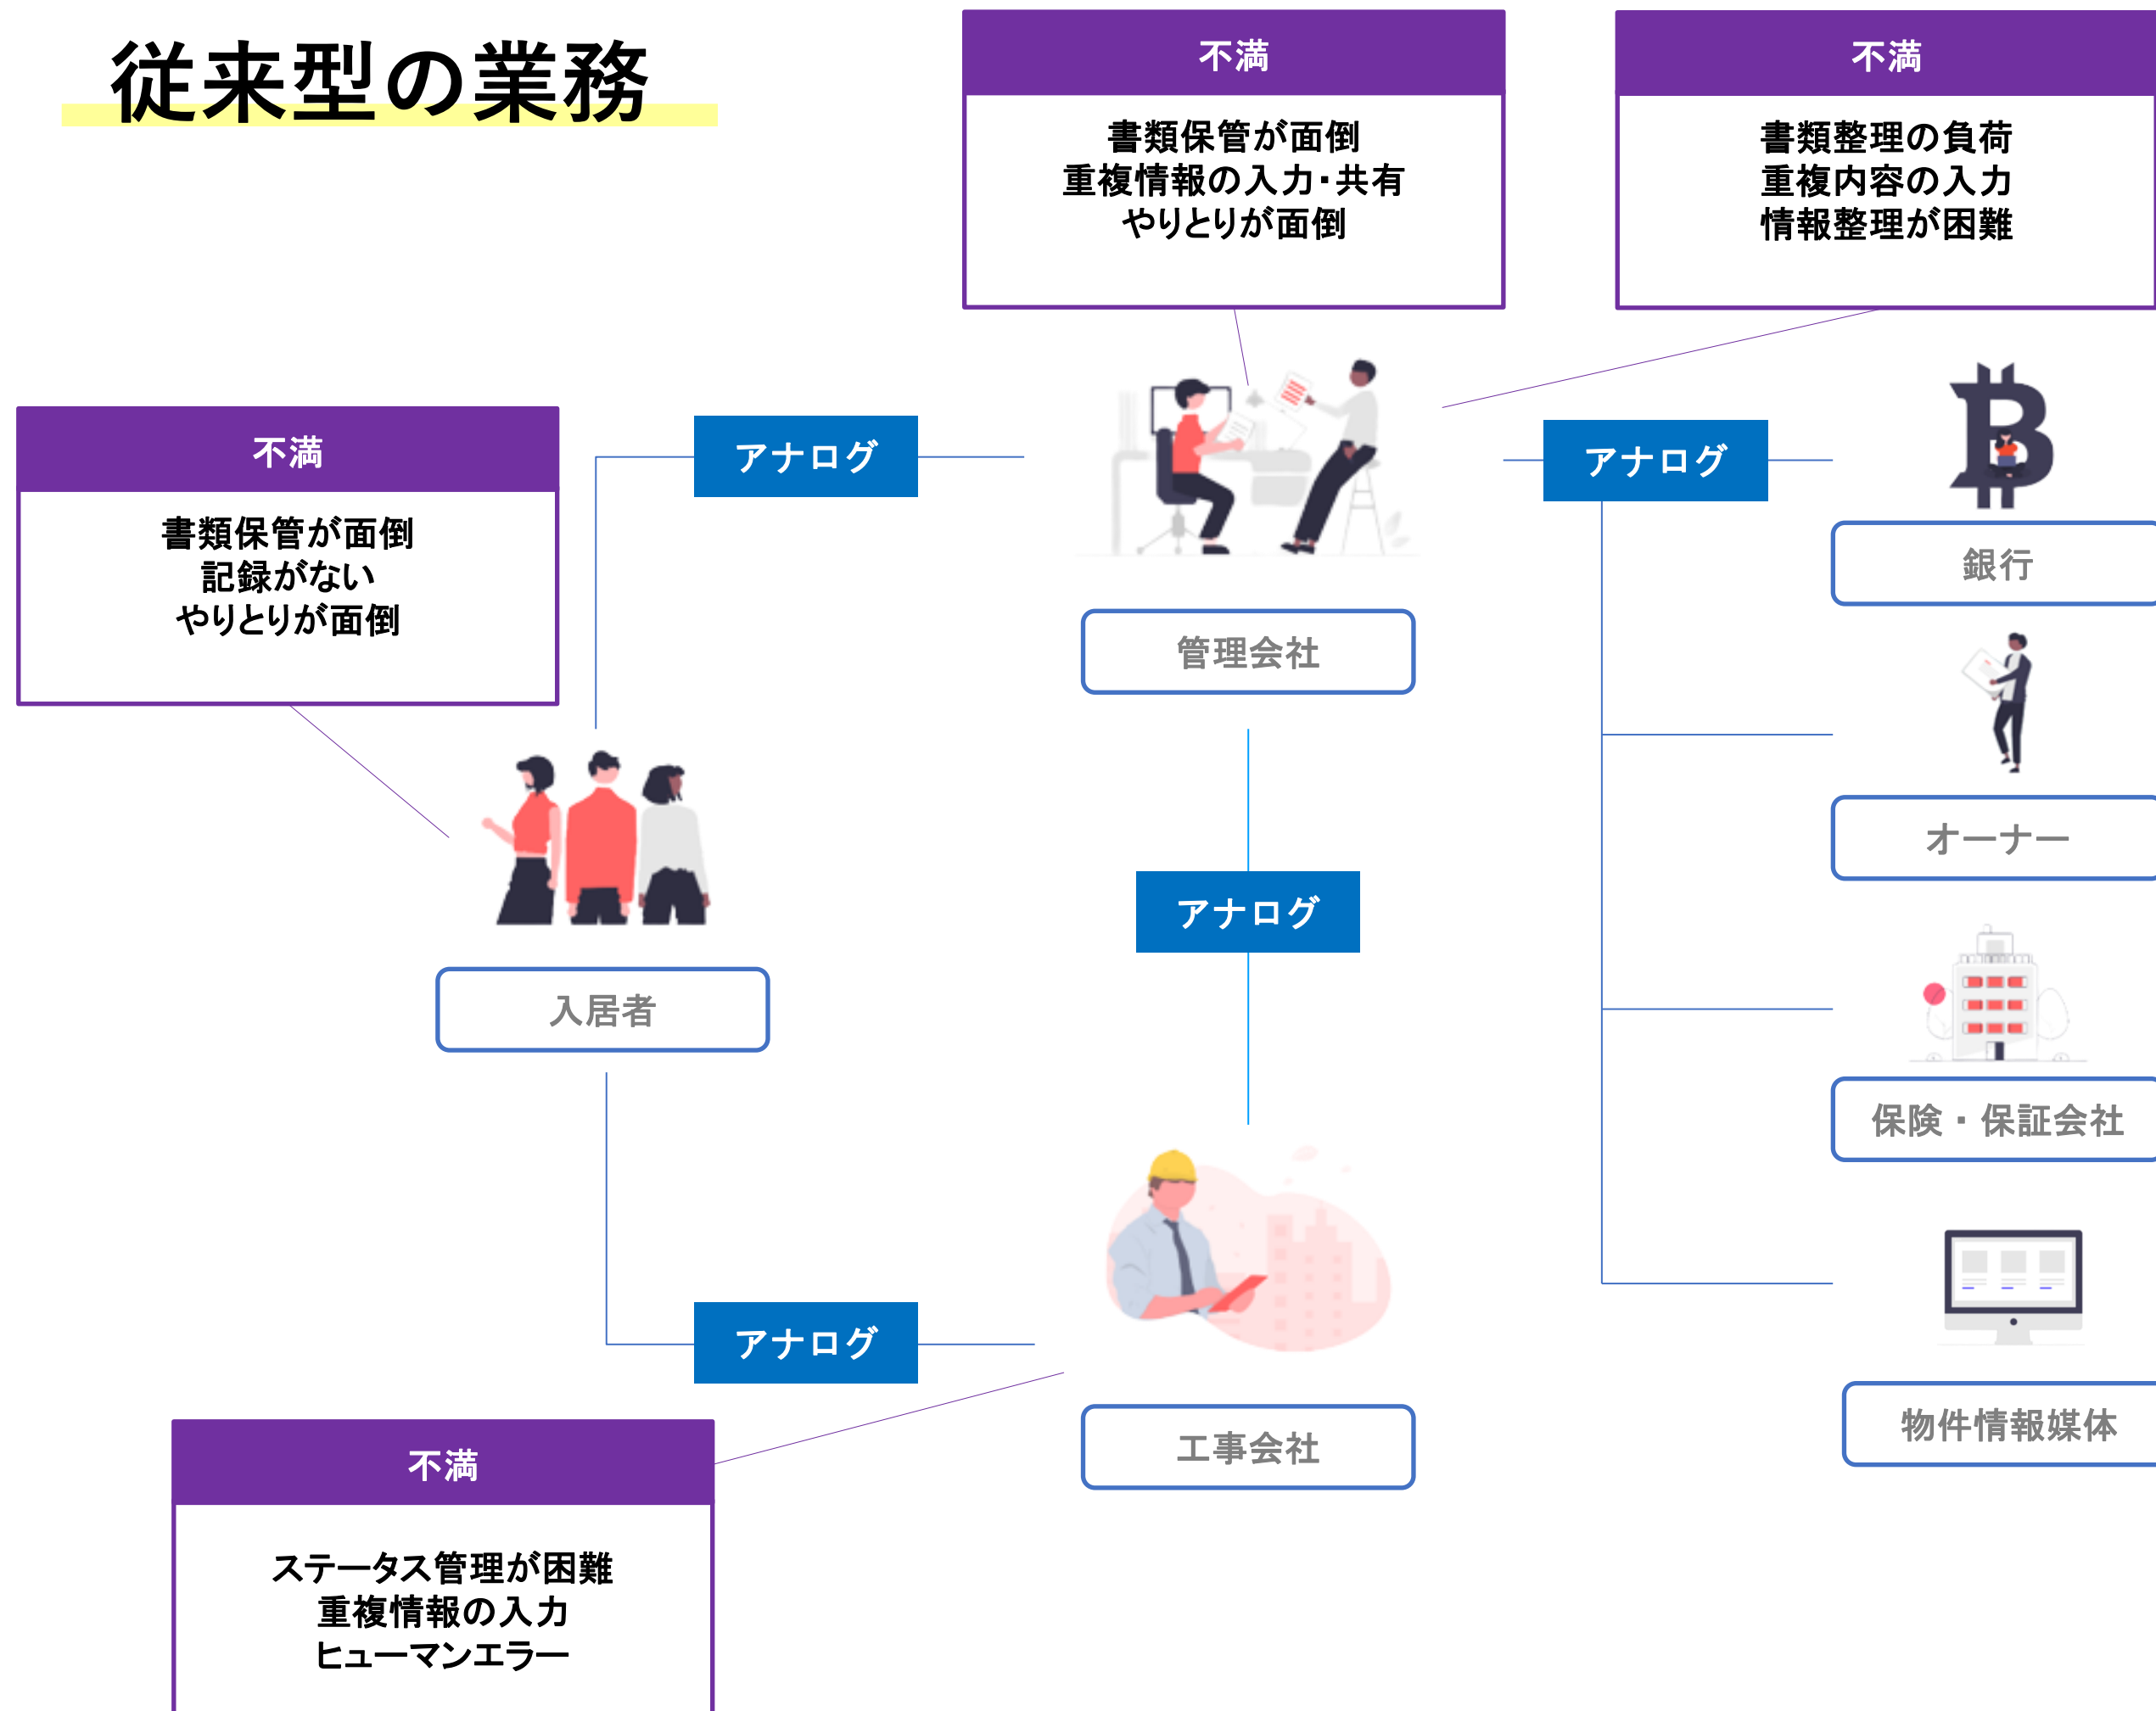 従来型の業務
不満
書類保管が面倒
重複情報の入力・共有
やりとりが面倒
不満
書類整理の負荷
重複内容の入力
情報整理が困難
不満
書類保管が面倒
記録がない
やりとりが面倒
アナログ
アナログ
銀行
管理会社
オーナー
アナログ
入居者
保険・保証会社
アナログ
物件情報媒体
工事会社
不満
ステータス管理が困難
重複情報の入力
ヒューマンエラー